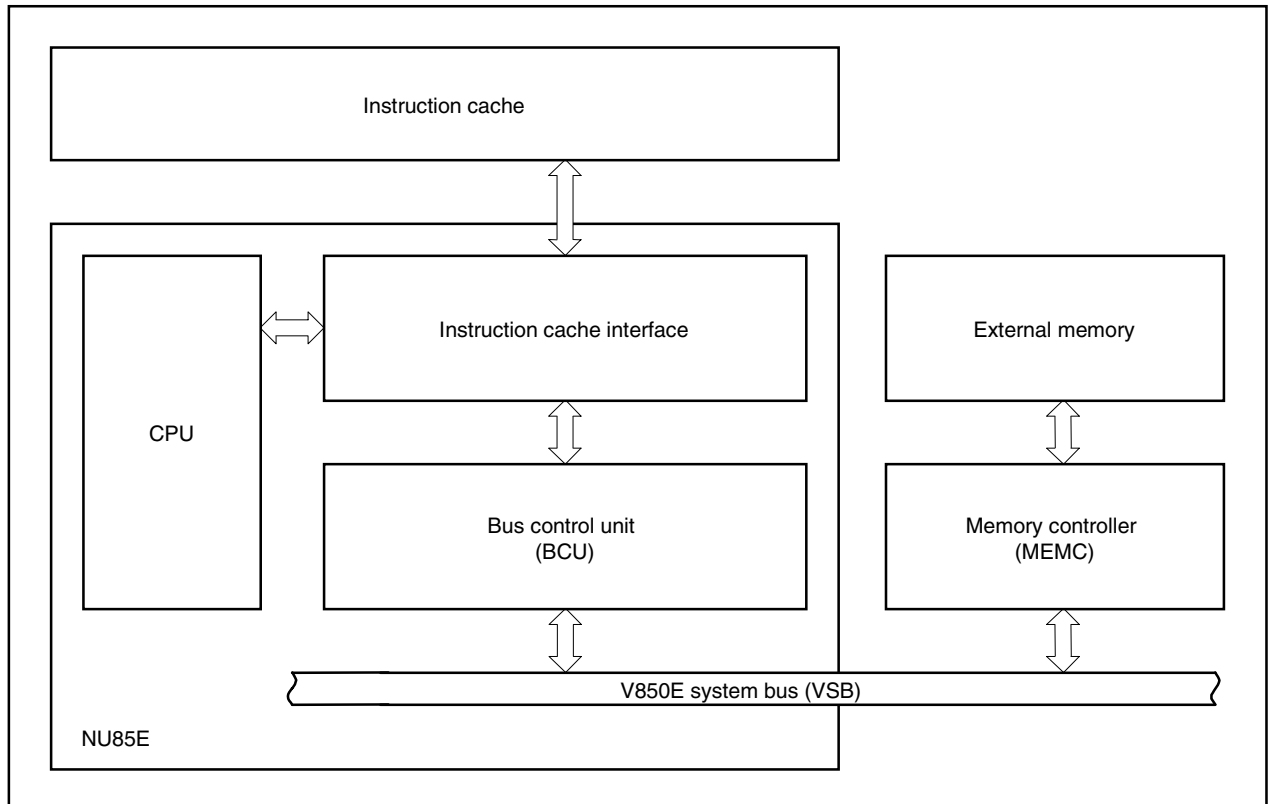 Instruction cache
CPU
Instruction cache interface
External memory
Bus control unit
(BCU)
Memory controller
(MEMC)
V850E system bus (VSB)
NU85E